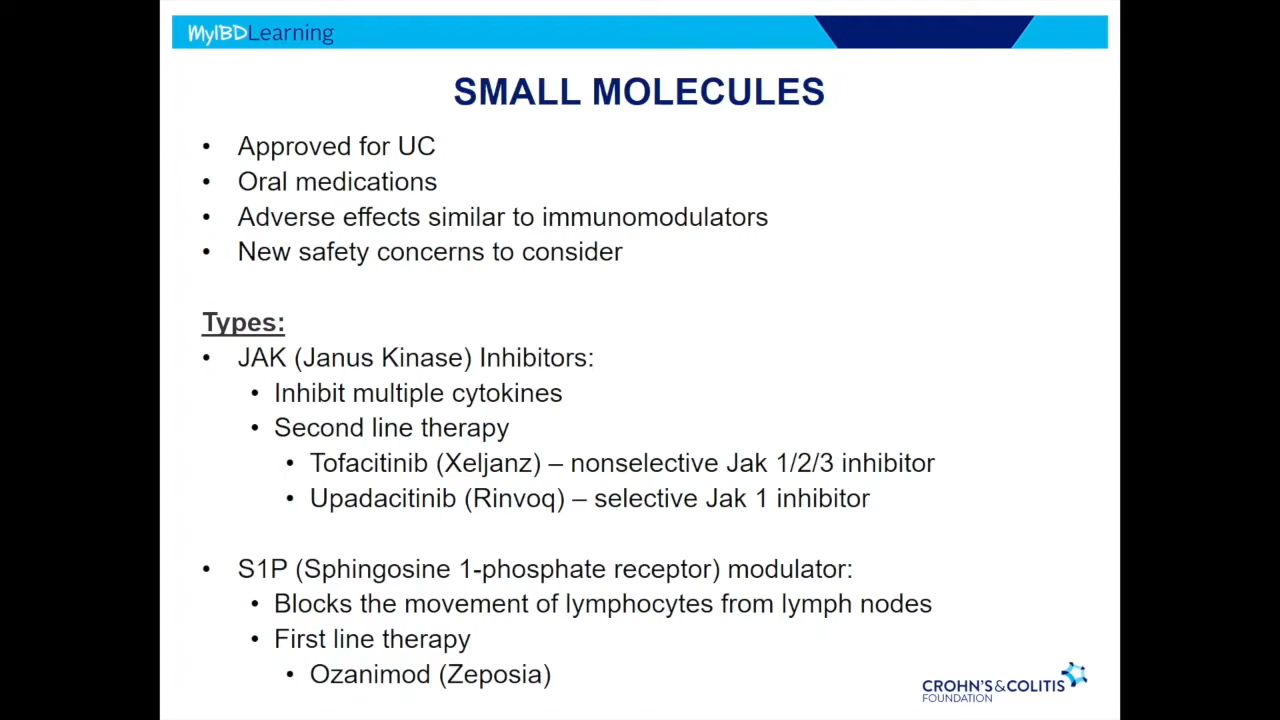 MyIBDLearning
SMALL MOLECULES
• Approved for UC
• Oral medications
• Adverse effects similar to immunomodulators
• New safety concerns to consider
Types:
• JAK (Janus Kinase) Inhibitors:
• Inhibit multiple cytokines
• Second line therapy
• Tofacitinib (Xeljanz) – nonselective Jak 1/2/3 inhibitor
• Upadacitinib (Rinvoq) – selective Jak 1 inhibitor
• S1P (Sphingosine 1-phosphate receptor) modulator:
• Blocks the movement of lymphocytes from lymph nodes
• First line therapy
• Ozanimod (Zeposia)
CROHN'S&COLITIS
FOUNDATION